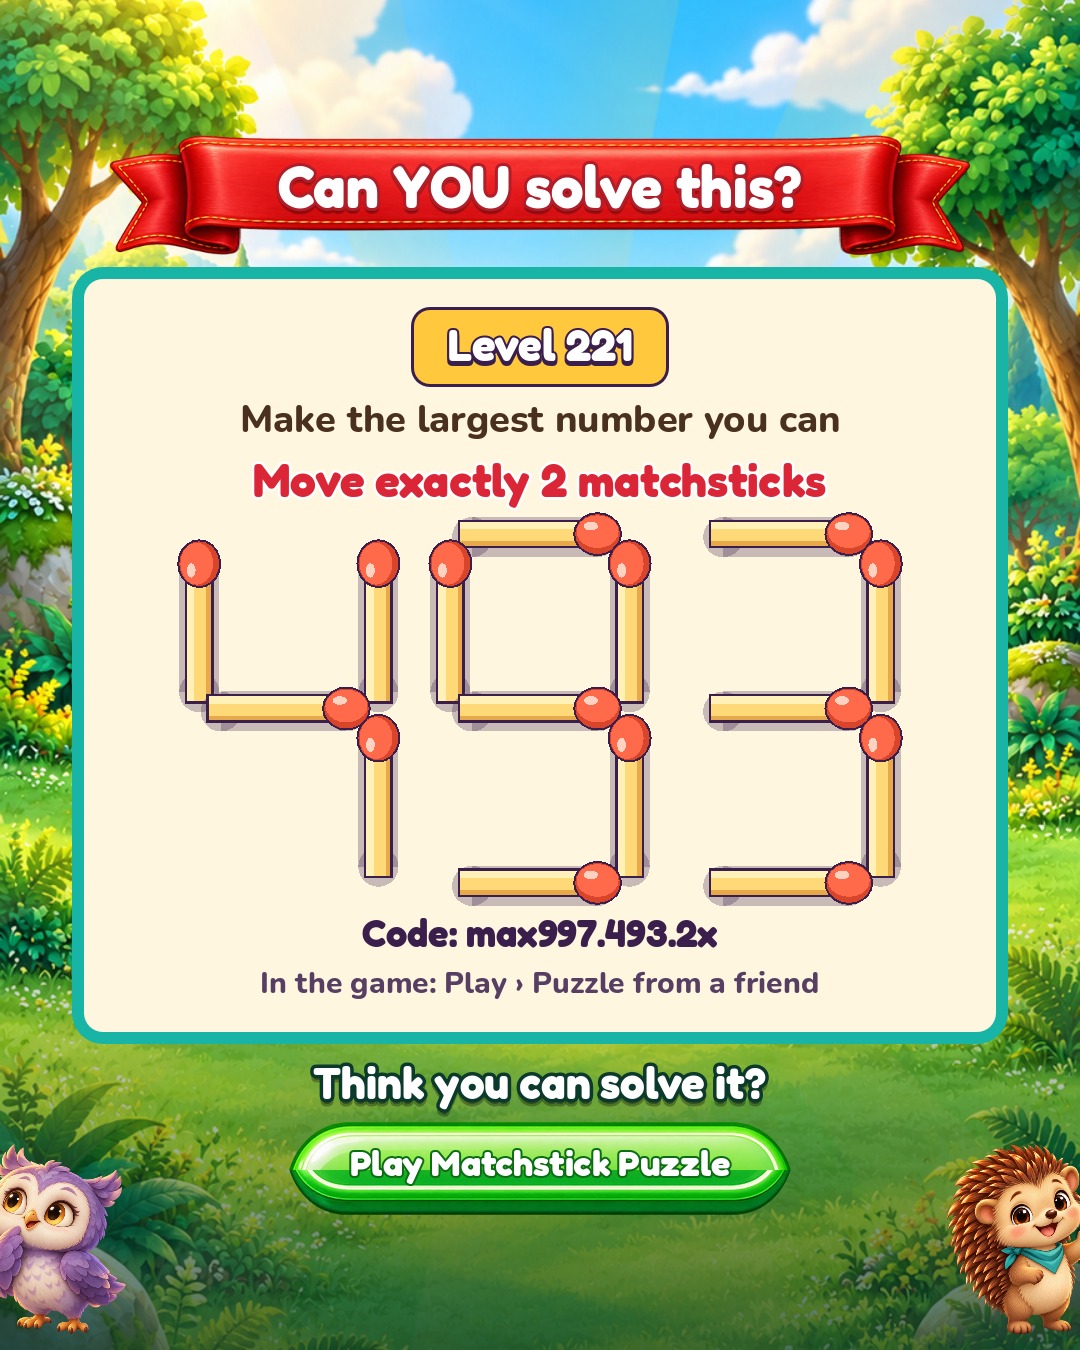 Can YOU solve this?
Level 221
Make the largest number you can
Move exactly 2 matchsticks
493
Code: max997.493.2x
In the game: Play › Puzzle from a friend
Think you can solve it?
Play Matchstick Puzzle